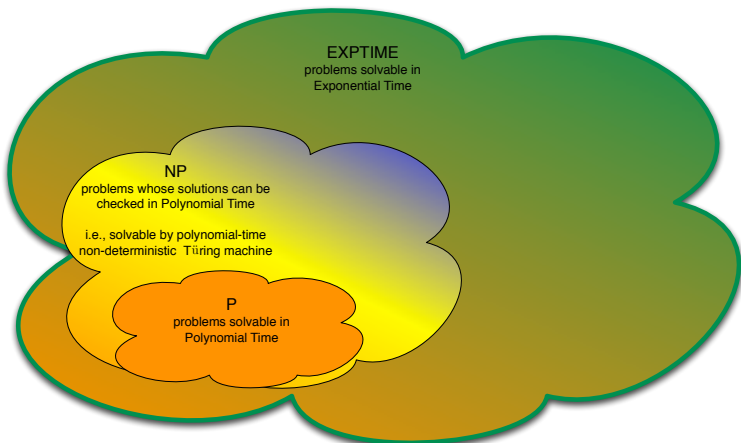 EXPTIME
problems solvable in
Exponential Time
NP
problems whose solutions can be
checked in Polynomial Time
i.e., solvable by polynomial-time
non-deterministic Türing machine
P
problems solvable in
Polynomial Time